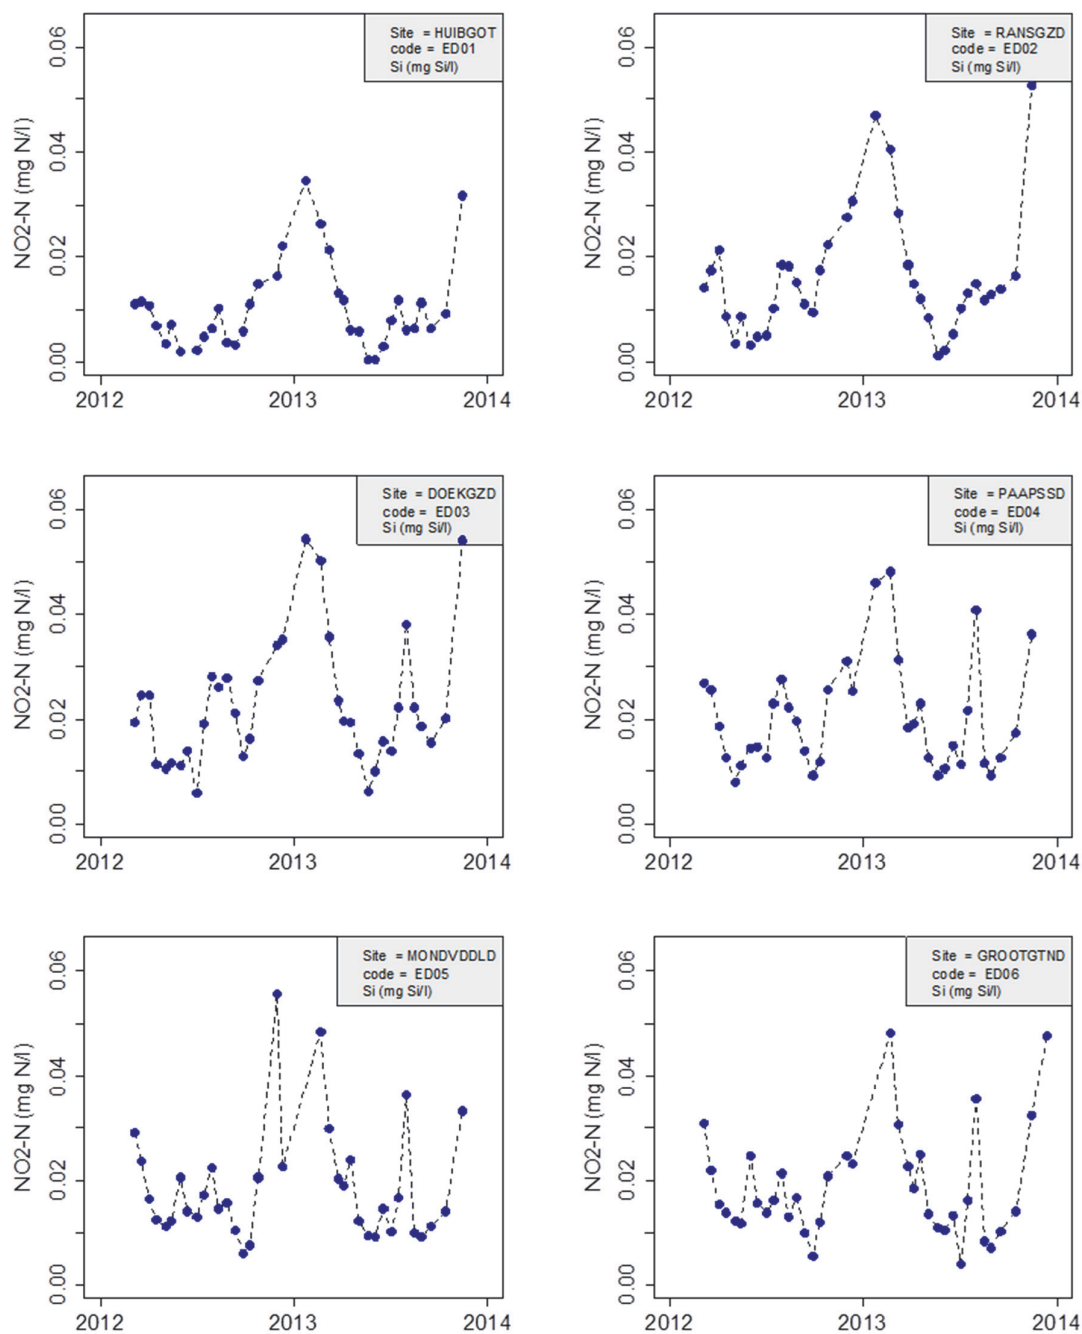 Site = HUIBGOT
code = ED01
Si (mg Si/l)
NO2-N (mg N/l)
0.00 0.02 0.04 0.06
2012 2013 2014
Site = RANSGZD
code = ED02
Si (mg Si/l)
NO2-N (mg N/l)
0.00 0.02 0.04 0.06
2012 2013 2014
Site = DOEKGZD
code = ED03
Si (mg Si/l)
NO2-N (mg N/l)
0.00 0.02 0.04 0.06
2012 2013 2014
Site = PAAPSSD
code = ED04
Si (mg Si/l)
NO2-N (mg N/l)
0.00 0.02 0.04 0.06
2012 2013 2014
Site = MONDVDDLD
code = ED05
Si (mg Si/l)
NO2-N (mg N/l)
0.00 0.02 0.04 0.06
2012 2013 2014
Site = GROOTGTND
code = ED06
Si (mg Si/l)
NO2-N (mg N/l)
0.00 0.02 0.04 0.06
2012 2013 2014